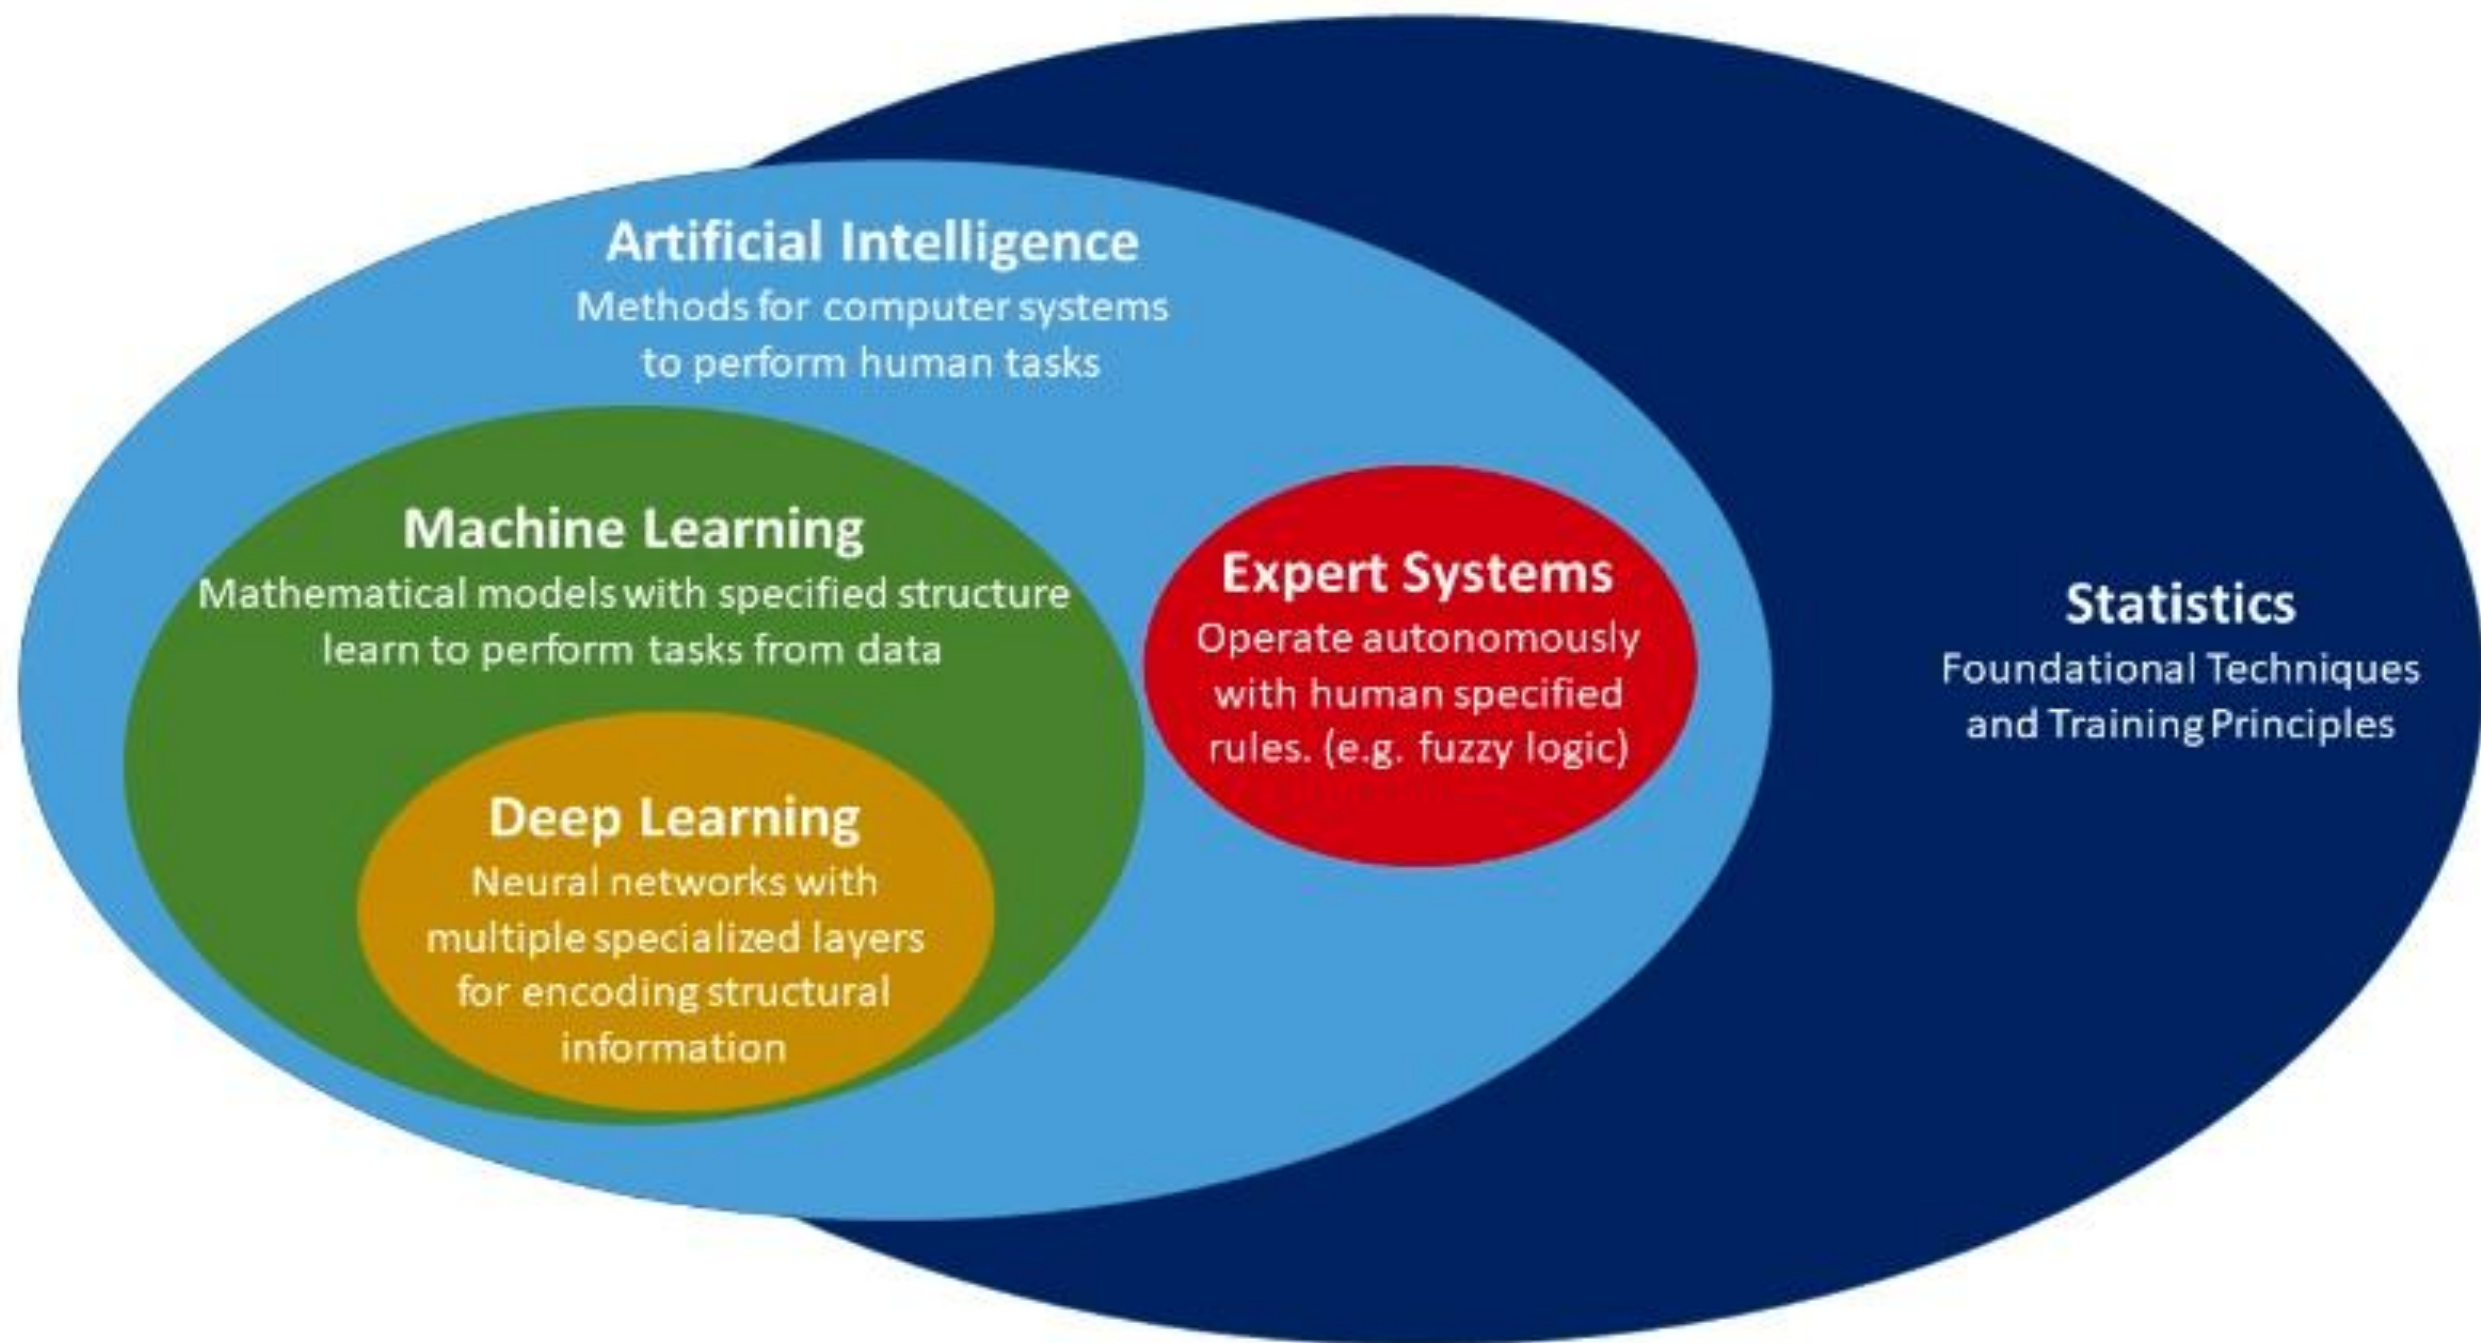 Artificial Intelligence
Methods for computer systems
to perform human tasks
Machine Learning
Mathematical models with specified structure
learn to perform tasks from data
Deep Learning
Neural networks with
multiple specialized layers
for encoding structural
information
Expert Systems
Operate autonomously
with human specified
rules. (e.g. fuzzy logic)
Statistics
Foundational Techniques
and Training Principles